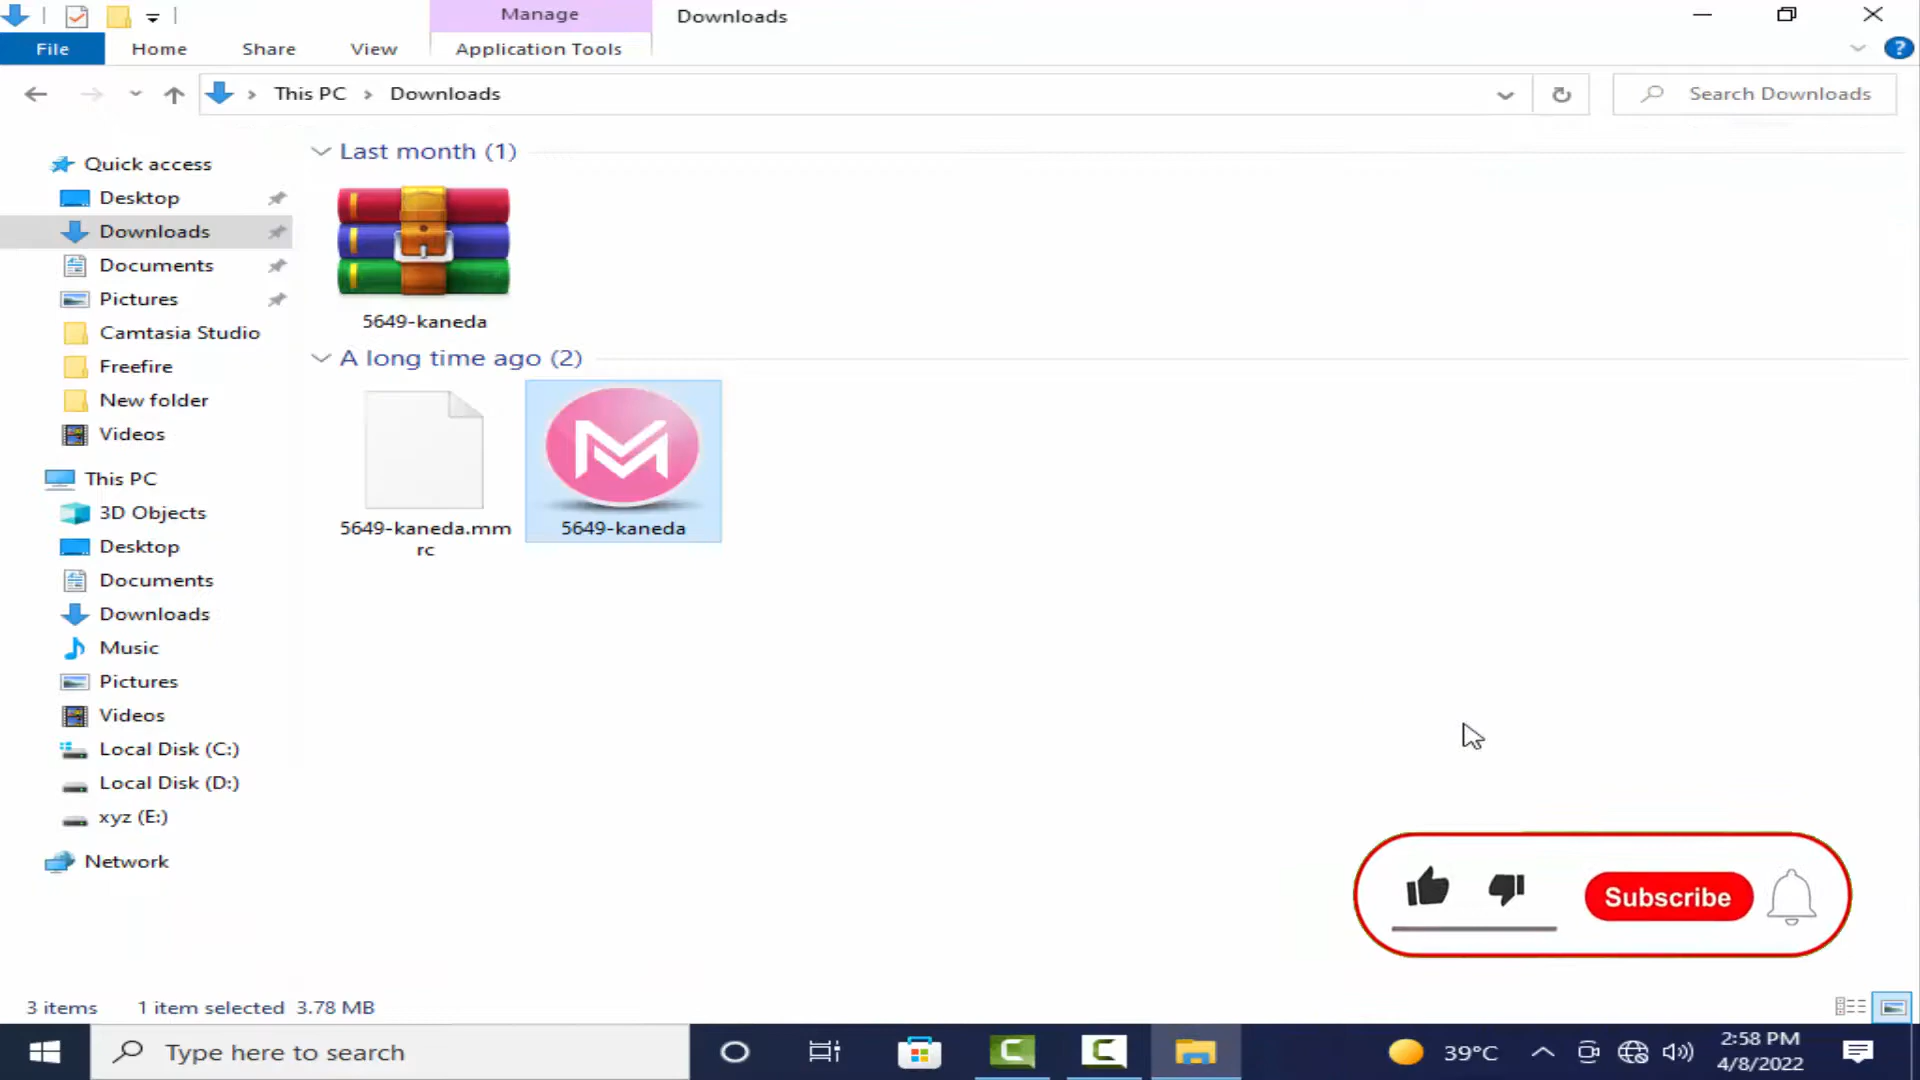 Manage
Downloads
File
Home
Share
View
Application Tools
?
This PC
Downloads
Search Downloads
Quick access
Desktop
Downloads
Documents
Pictures
Camtasia Studio
Freefire
New folder
Videos
This PC
3D Objects
Desktop
Documents
Downloads
Music
Pictures
Videos
Local Disk (C:)
Local Disk (D:)
xyz (E:)
Network
Last month (1)
5649-kaneda
A long time ago (2)
5649-kaneda.mm
rc
5649-kaneda
Subscribe
3 items
1 item selected 3.78 MB
Type here to search
39°C
2:58 PM
4/8/2022